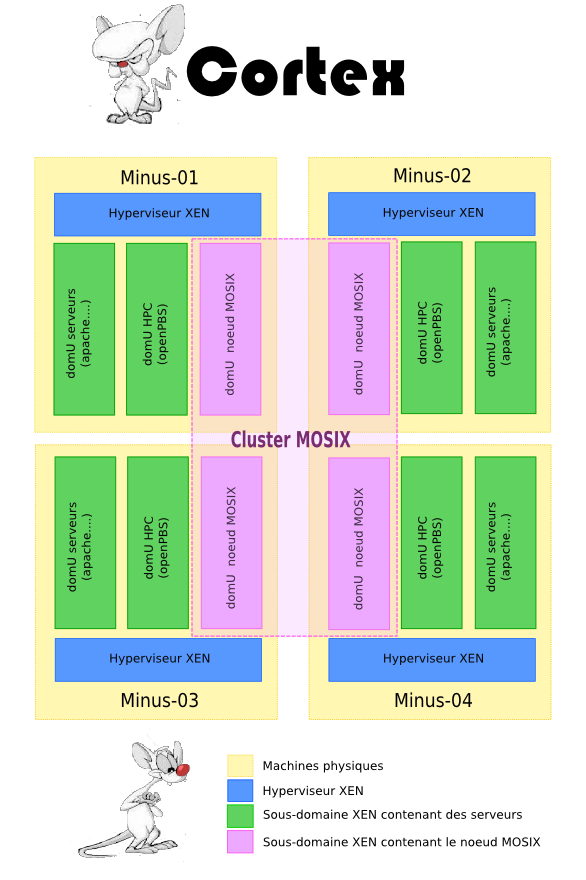 Cortex
Minus-01
Minus-02
Hyperviseur XEN
Hyperviseur XEN
domU serveurs
(apache....)
domU HPC
(openPBS)
domU noeud MOSIX
domU noeud MOSIX
domU HPC
(openPBS)
domU serveurs
(apache....)
Cluster MOSIX
domU serveurs
(apache....)
domU HPC
(openPBS)
domU noeud MOSIX
domU noeud MOSIX
domU HPC
(openPBS)
domU serveurs
(apache....)
Hyperviseur XEN
Hyperviseur XEN
Minus-03
Minus-04
Machines physiques
Hyperviseur XEN
Sous-domaine XEN contenant des serveurs
Sous-domaine XEN contenant le noeud MOSIX